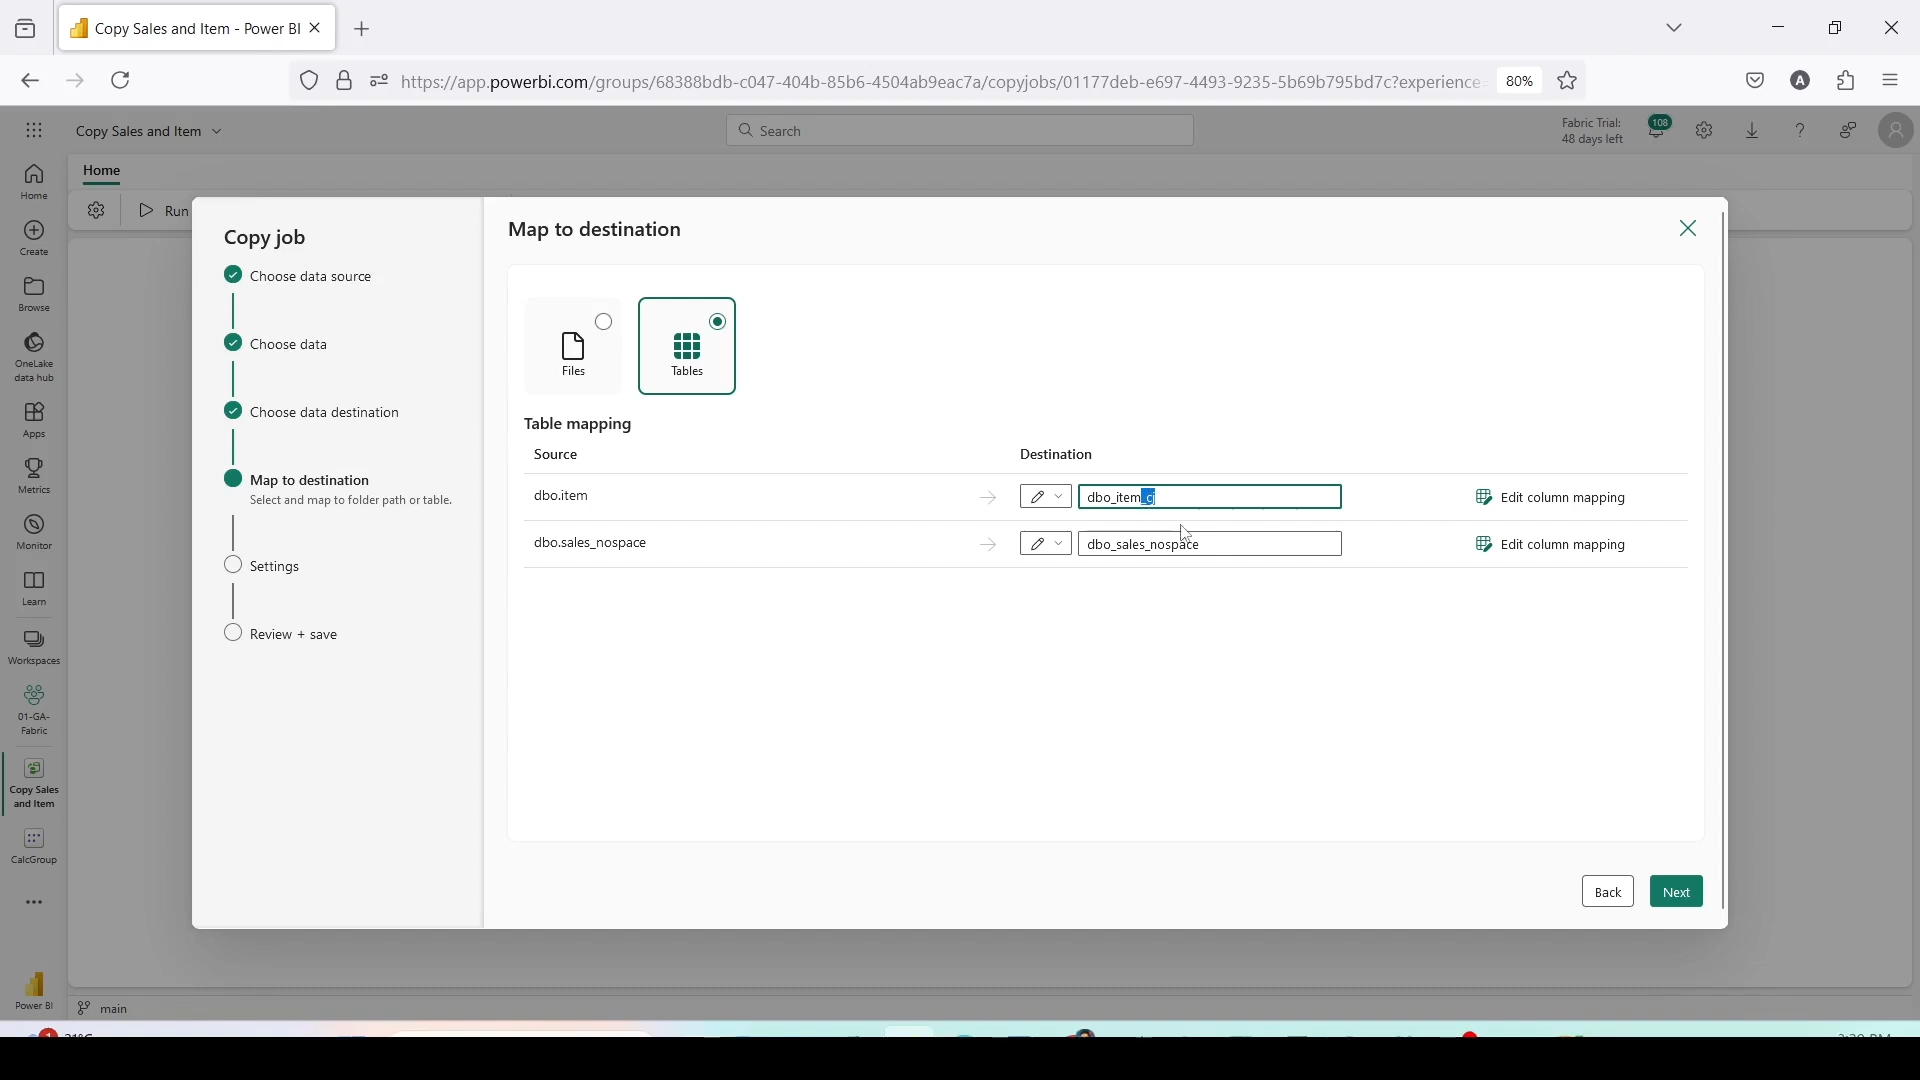 Copy Sales and Item - Power BI
https://app.powerbi.com/groups/68388bdb-c047-404b-85b6-4504ab9eac7a/copyjobs/01177deb-e697-4493-9235-5b69b795bd7c?experience=
80%
A
Copy Sales and Item
Search
Fabric Trial:
48 days left
108
?
Home
Run
Home
Create
Browse
OneLake
data hub
Apps
Metrics
Monitor
Learn
Workspaces
01-GA-
Fabric
Copy Sales
and Item
CalcGroup
Power BI
Copy job
Choose data source
Choose data
Choose data destination
Map to destination
Select and map to folder path or table.
Settings
Review + save
Map to destination
Files
Tables
Table mapping
Source
Destination
dbo.item
dbo_item_cj
Edit column mapping
dbo.sales_nospace
dbo_sales_nospace
Edit column mapping
Back
Next
main